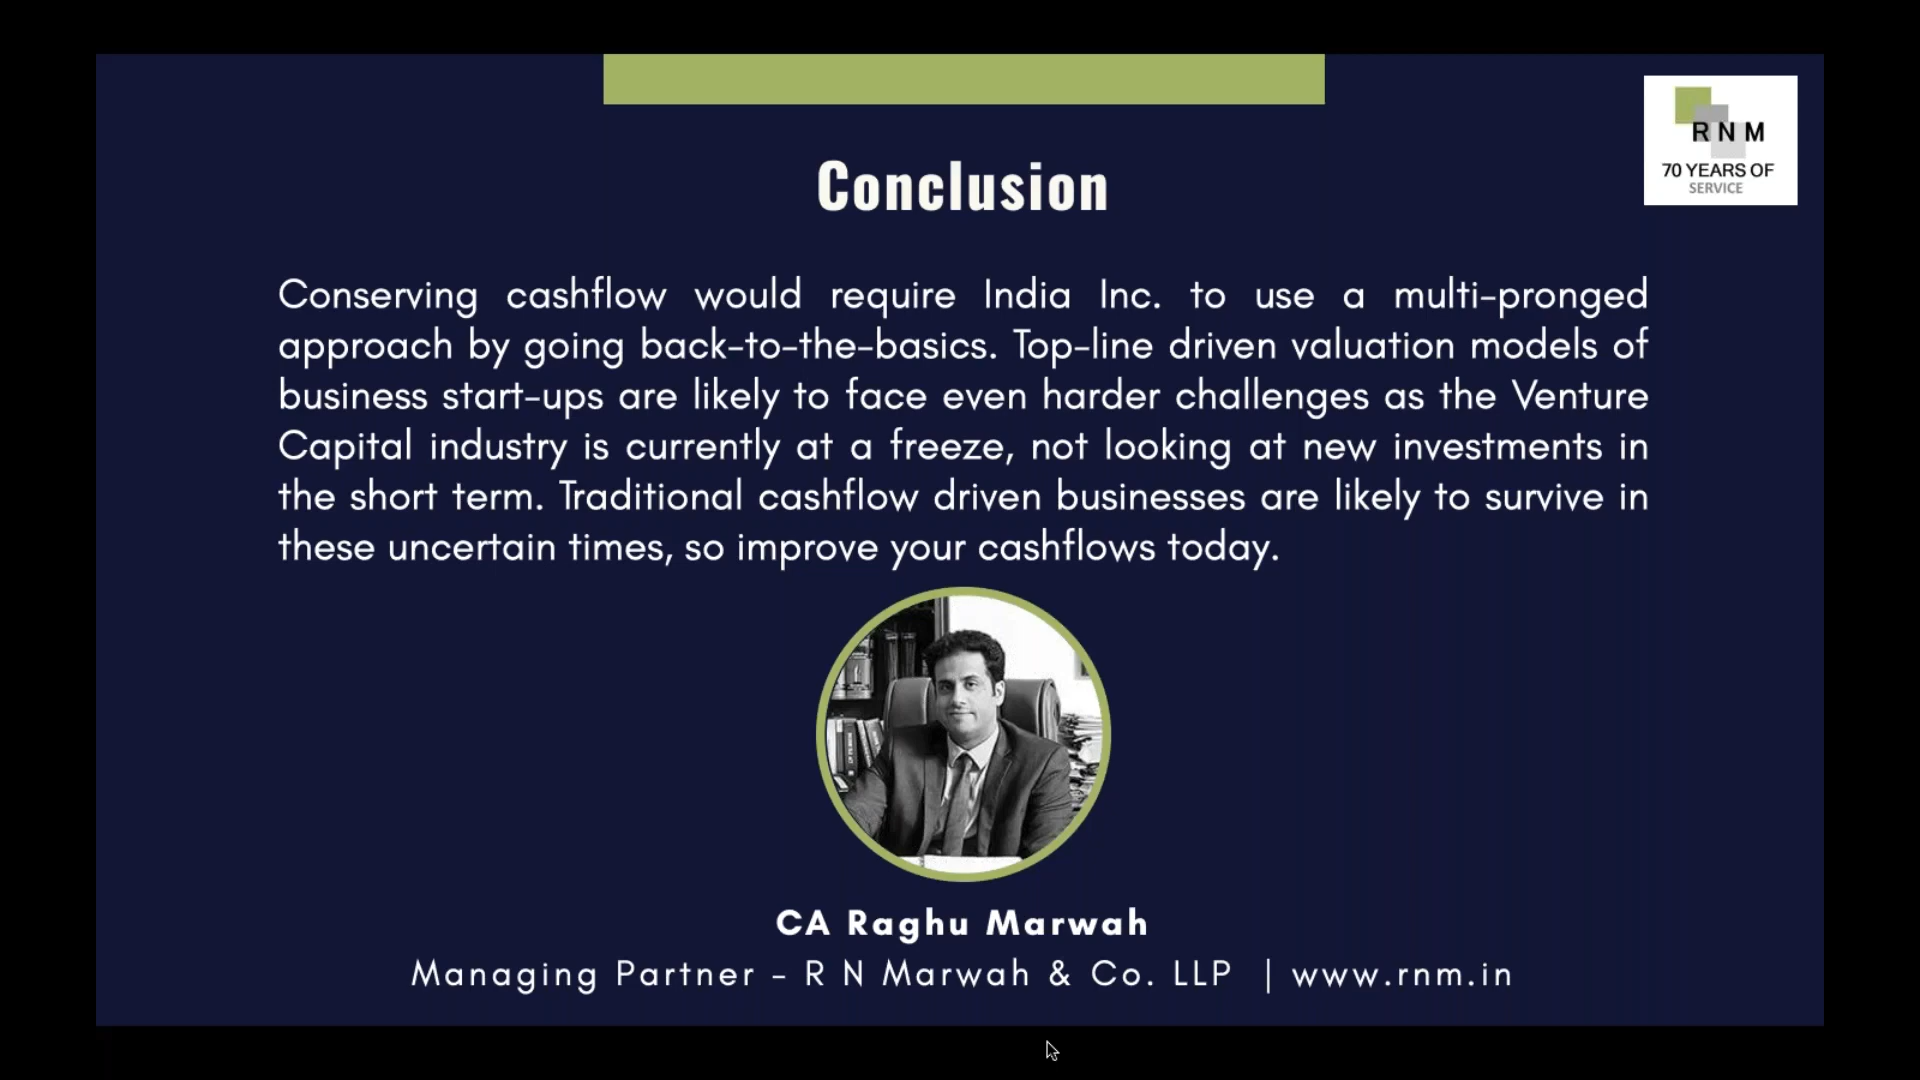 R N M
70 YEARS OF
SERVICE
Conclusion
Conserving cashflow would require India Inc. to use a multi-pronged
approach by going back-to-the-basics. Top-line driven valuation models of
business start-ups are likely to face even harder challenges as the Venture
Capital industry is currently at a freeze, not looking at new investments in
the short term. Traditional cashflow driven businesses are likely to survive in
these uncertain times, so improve your cashflows today.
CA Raghu Marwah
Managing Partner - R N Marwah & Co. LLP | www.rnm.in